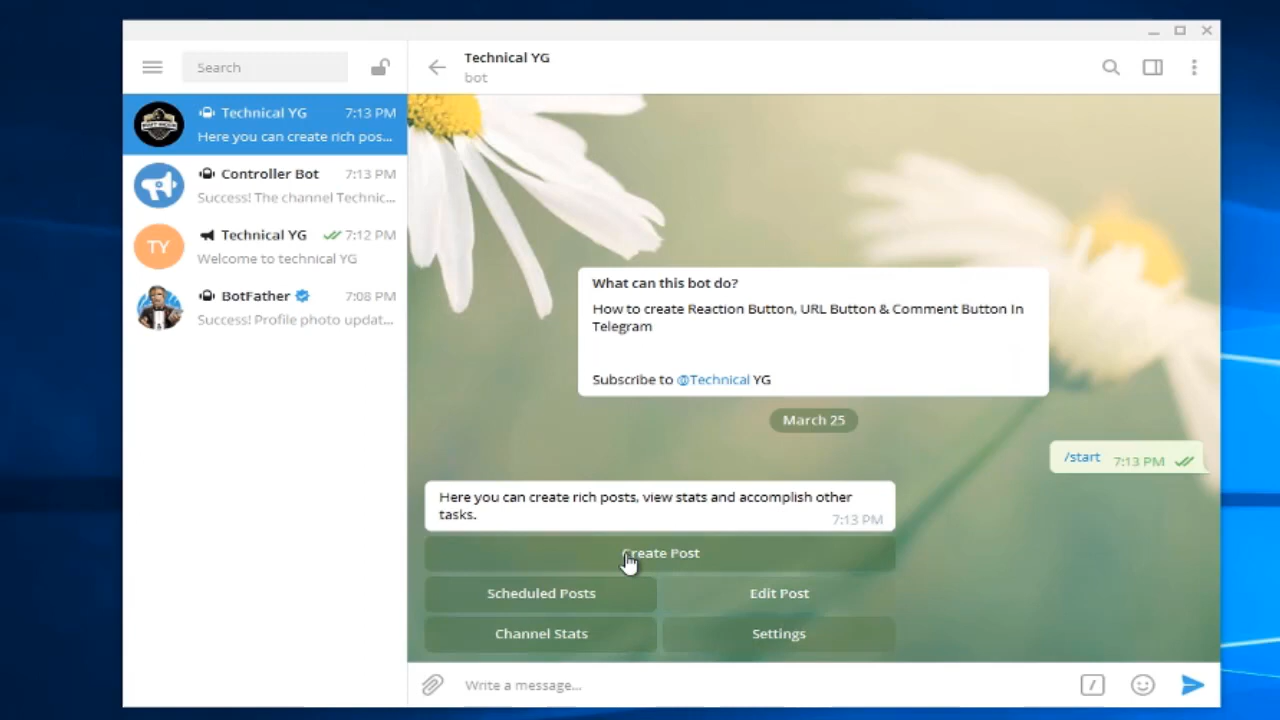 Search
Technical YG 7:13 PM
Here you can create rich pos...
Controller Bot 7:13 PM
Success! The channel Technic...
TY
Technical YG 7:12 PM
Welcome to technical YG
BotFather 7:08 PM
Success! Profile photo updat...
Technical YG
bot
What can this bot do?
How to create Reaction Button, URL Button & Comment Button In
Telegram
Subscribe to @Technical YG
March 25
/start 7:13 PM
Here you can create rich posts, view stats and accomplish other
tasks.
7:13 PM
Create Post
Scheduled Posts
Edit Post
Channel Stats
Settings
Write a message...